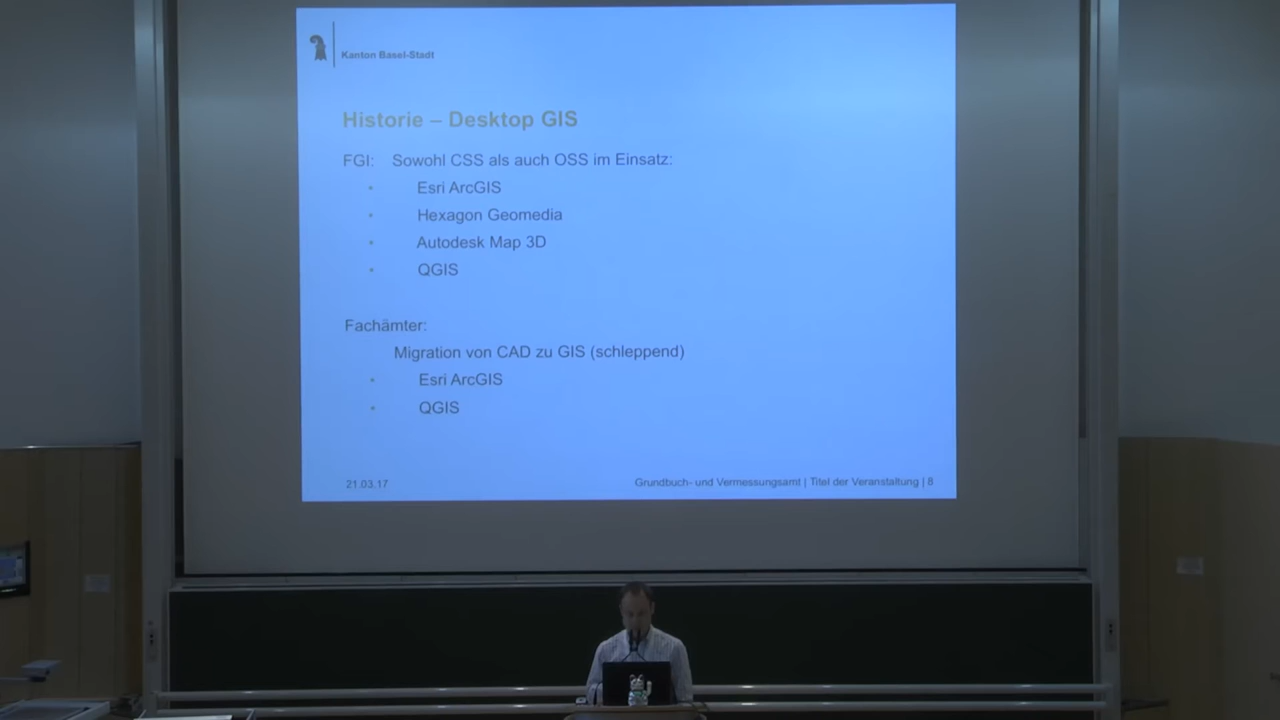 Kanton Basel-Stadt
Historie – Desktop GIS
FGI: Sowohl CSS als auch OSS im Einsatz:
• Esri ArcGIS
• Hexagon Geomedia
• Autodesk Map 3D
• QGIS
Fachämter:
Migration von CAD zu GIS (schleppend)
• Esri ArcGIS
• QGIS
21.03.17
Grundbuch- und Vermessungsamt | Titel der Veranstaltung | 8